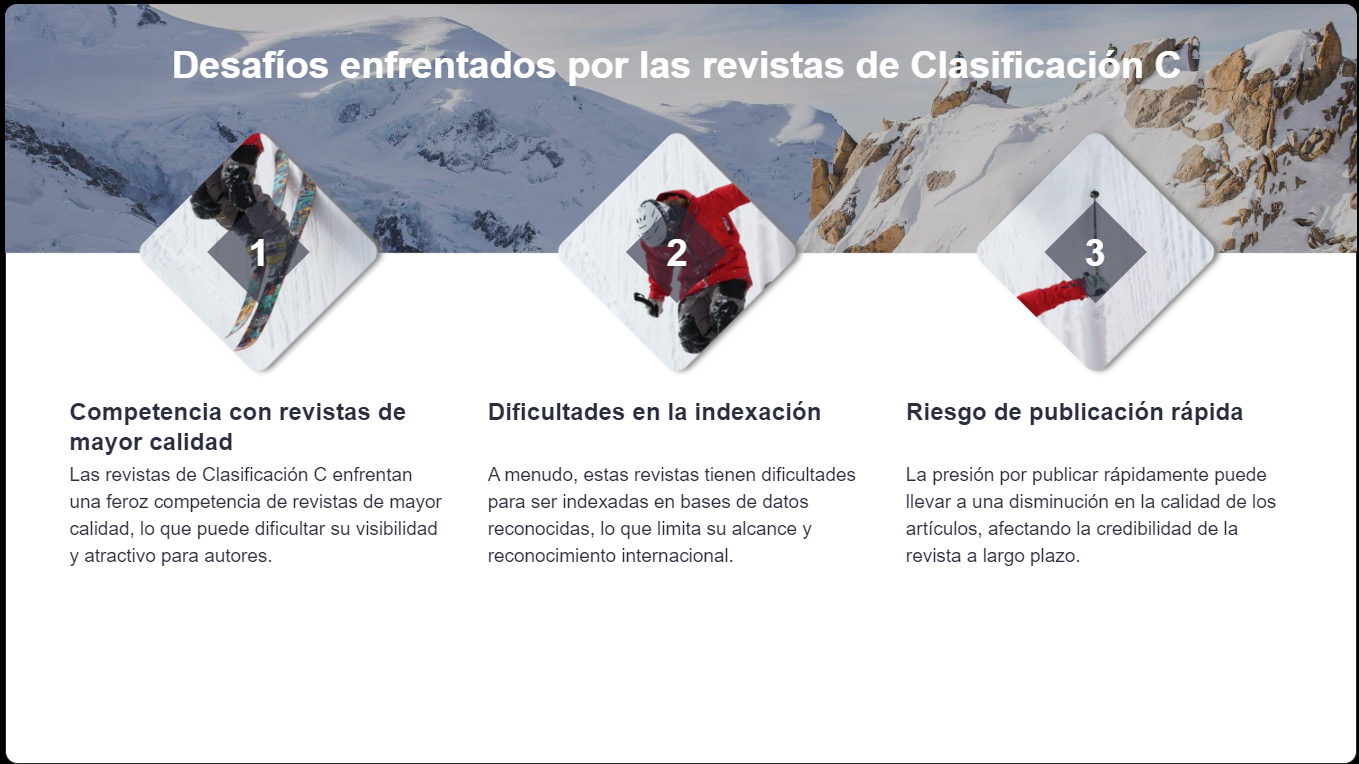 Desafíos enfrentados por las revistas de Clasificación C
1
2
3
Competencia con revistas de
mayor calidad
Las revistas de Clasificación C enfrentan
una feroz competencia de revistas de mayor
calidad, lo que puede dificultar su visibilidad
y atractivo para autores.
Dificultades en la indexación
A menudo, estas revistas tienen dificultades
para ser indexadas en bases de datos
reconocidas, lo que limita su alcance y
reconocimiento internacional.
Riesgo de publicación rápida
La presión por publicar rápidamente puede
llevar a una disminución en la calidad de los
artículos, afectando la credibilidad de la
revista a largo plazo.